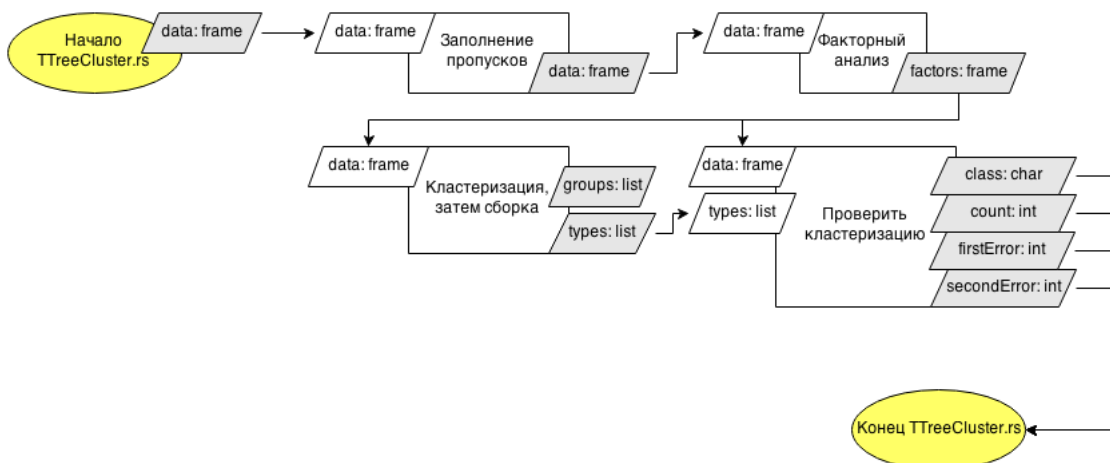 Начало
TTreeCluster.rs
data: frame
data: frame
Заполнение
пропусков
data: frame
data: frame
Факторный
анализ
factors: frame
data: frame
Кластеризация,
затем сборка
groups: list
types: list
data: frame
types: list
Проверить
кластеризацию
class: char
count: int
firstError: int
secondError: int
Конец TTreeCluster.rs